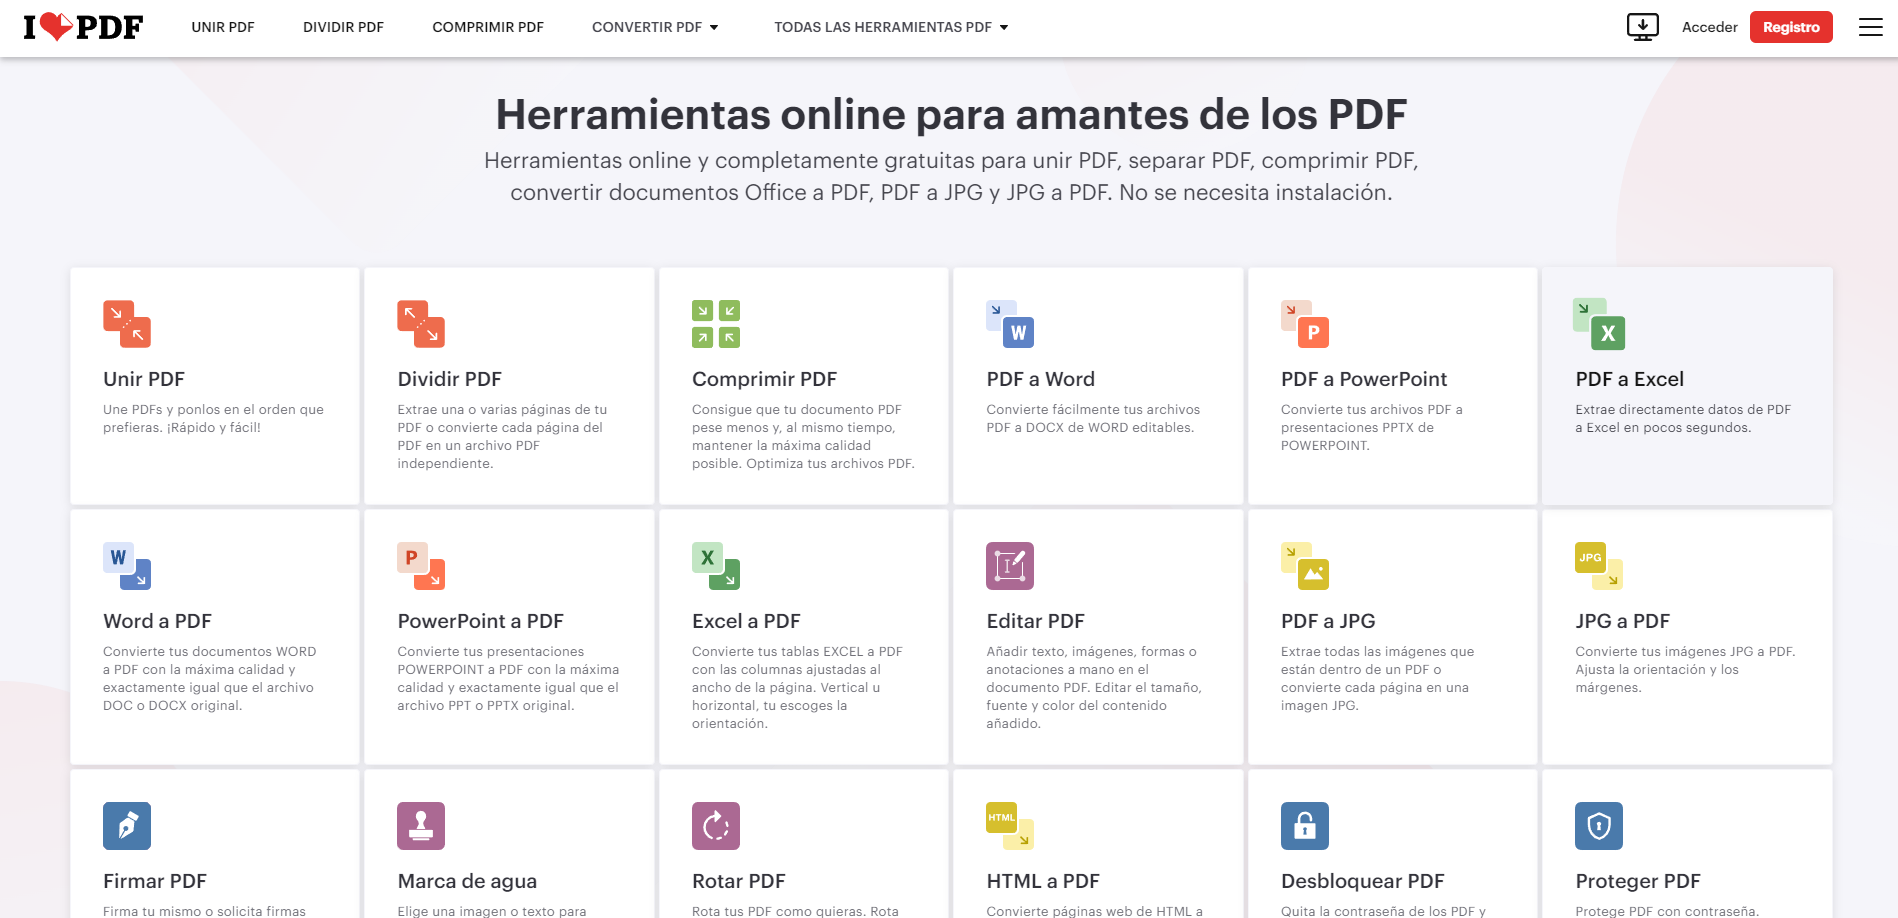 I PDF
UNIR PDF
DIVIDIR PDF
COMPRIMIR PDF
CONVERTIR PDF
TODAS LAS HERRAMIENTAS PDF
Acceder
Registro
Herramientas online para amantes de los PDF
Herramientas online y completamente gratuitas para unir PDF, separar PDF, comprimir PDF,
convertir documentos Office a PDF, PDF a JPG y JPG a PDF. No se necesita instalación.
Unir PDF
Une PDFs y ponlos en el orden que
prefieras. ¡Rápido y fácil!
Dividir PDF
Extrae una o varias páginas de tu
PDF o convierte cada página del
PDF en un archivo PDF
independiente.
Comprimir PDF
Consigue que tu documento PDF
pese menos y, al mismo tiempo,
mantener la máxima calidad
posible. Optimiza tus archivos PDF.
W
PDF a Word
Convierte fácilmente tus archivos
PDF a DOCX de WORD editables.
P
PDF a PowerPoint
Convierte tus archivos PDF a
presentaciones PPTX de
POWERPOINT.
X
PDF a Excel
Extrae directamente datos de PDF
a Excel en pocos segundos.
W
Word a PDF
Convierte tus documentos WORD
a PDF con la máxima calidad y
exactamente igual que el archivo
DOC o DOCX original.
P
PowerPoint a PDF
Convierte tus presentaciones
POWERPOINT a PDF con la máxima
calidad y exactamente igual que el
archivo PPT o PPTX original.
X
Excel a PDF
Convierte tus tablas EXCEL a PDF
con las columnas ajustadas al
ancho de la página. Vertical u
horizontal, tu escoges la
orientación.
Editar PDF
Añadir texto, imágenes, formas o
anotaciones a mano en el
documento PDF. Editar el tamaño,
fuente y color del contenido
añadido.
PDF a JPG
Extrae todas las imágenes que
están dentro de un PDF o
convierte cada página en una
imagen JPG.
JPG
JPG a PDF
Convierte tus imágenes JPG a PDF.
Ajusta la orientación y los
márgenes.
Firmar PDF
Firma tu mismo o solicita firmas
Marca de agua
Elige una imagen o texto para
Rotar PDF
Rota tus PDF como quieras. Rota
HTML
HTML a PDF
Convierte páginas web de HTML a
Desbloquear PDF
Quita la contraseña de los PDF y
Proteger PDF
Protege PDF con contraseña.